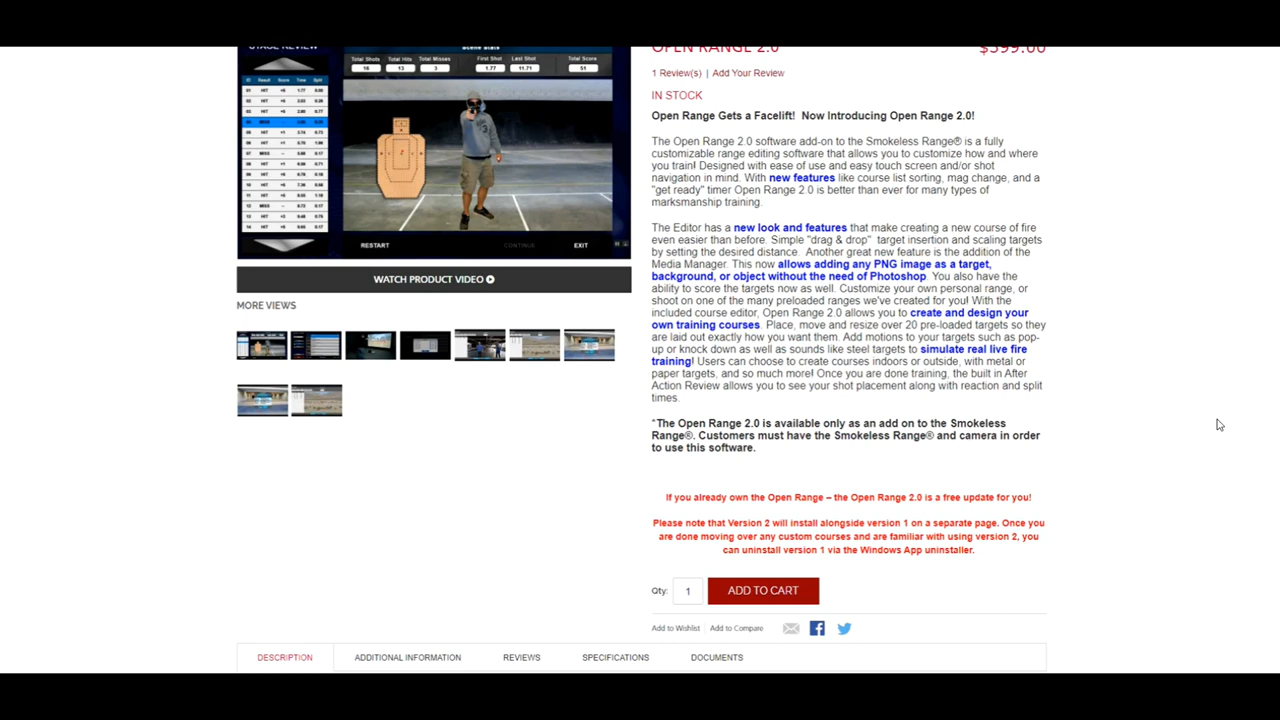 OPEN RANGE 2.0
$399.00
1 Review(s) | Add Your Review
IN STOCK
Open Range Gets a Facelift! Now Introducing Open Range 2.0!
The Open Range 2.0 software add-on to the Smokeless Range® is a fully
customizable range editing software that allows you to customize how and where
you train! Designed with ease of use and easy touch screen and/or shot
navigation in mind. With new features like course list sorting, mag change, and a
"get ready" timer Open Range 2.0 is better than ever for many types of
marksmanship training.
The Editor has a new look and features that make creating a new course of fire
even easier than before. Simple "drag & drop" target insertion and scaling targets
by setting the desired distance. Another great new feature is the addition of the
Media Manager. This now allows adding any PNG image as a target,
background, or object without the need of Photoshop. You also have the
ability to score the targets now as well. Customize your own personal range, or
shoot on one of the many preloaded ranges we've created for you! With the
included course editor, Open Range 2.0 allows you to create and design your
own training courses. Place, move and resize over 20 pre-loaded targets so they
are laid out exactly how you want them. Add motions to your targets such as pop-
up or knock down as well as sounds like steel targets to simulate real live fire
training! Users can choose to create courses indoors or outside, with metal or
paper targets, and so much more! Once you are done training, the built in After
Action Review allows you to see your shot placement along with reaction and split
times.
*The Open Range 2.0 is available only as an add on to the Smokeless
Range®. Customers must have the Smokeless Range® and camera in order
to use this software.
If you already own the Open Range – the Open Range 2.0 is a free update for you!
Please note that Version 2 will install alongside version 1 on a separate page. Once you
are done moving over any custom courses and are familiar with using version 2, you
can uninstall version 1 via the Windows App uninstaller.
Qty: 1 ADD TO CART
Add to Wishlist | Add to Compare
STAGE REVIEW
Scene Stats
Total Shots Total Hits Total Misses First Shot Last Shot Total Score
16 13 3 1.77 11.71 51
ID Result Score Time Split
RESTART CONTINUE EXIT
WATCH PRODUCT VIDEO
MORE VIEWS
DESCRIPTION ADDITIONAL INFORMATION REVIEWS SPECIFICATIONS DOCUMENTS